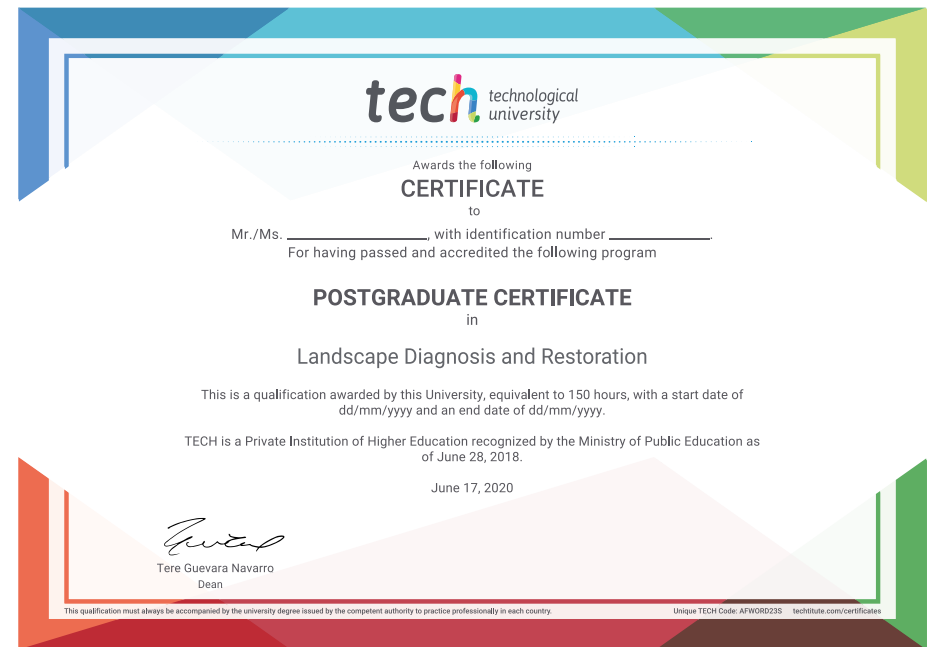 tech technological
university
Awards the following
CERTIFICATE
to
Mr./Ms. ____________________, with identification number ______________.
For having passed and accredited the following program
POSTGRADUATE CERTIFICATE
in
Landscape Diagnosis and Restoration
This is a qualification awarded by this University, equivalent to 150 hours, with a start date of
dd/mm/yyyy and an end date of dd/mm/yyyy.
TECH is a Private Institution of Higher Education recognized by the Ministry of Public Education as
of June 28, 2018.
June 17, 2020
Tere Guevara Navarro
Dean
This qualification must always be accompanied by the university degree issued by the competent authority to practice professionally in each country.
Unique TECH Code: AFWORD23S techtitute.com/certificates